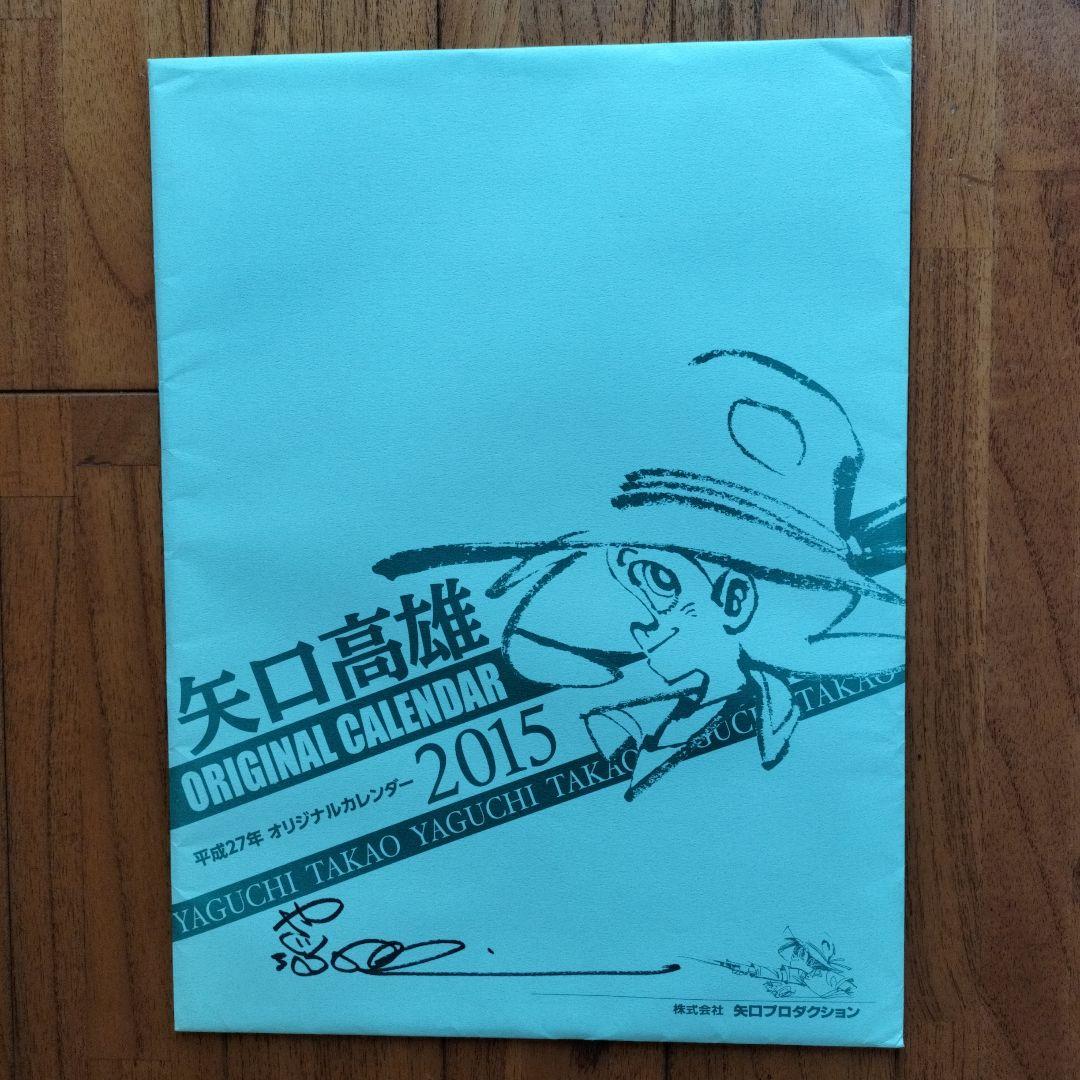 矢口高雄
ORIGINAL CALENDAR
平成27年 オリジナルカレンダー 2015
YAGUCHI TAKAO YAGUCHI TAKAO YAGUCHI TAKAO
株式会社 矢口プロダクション